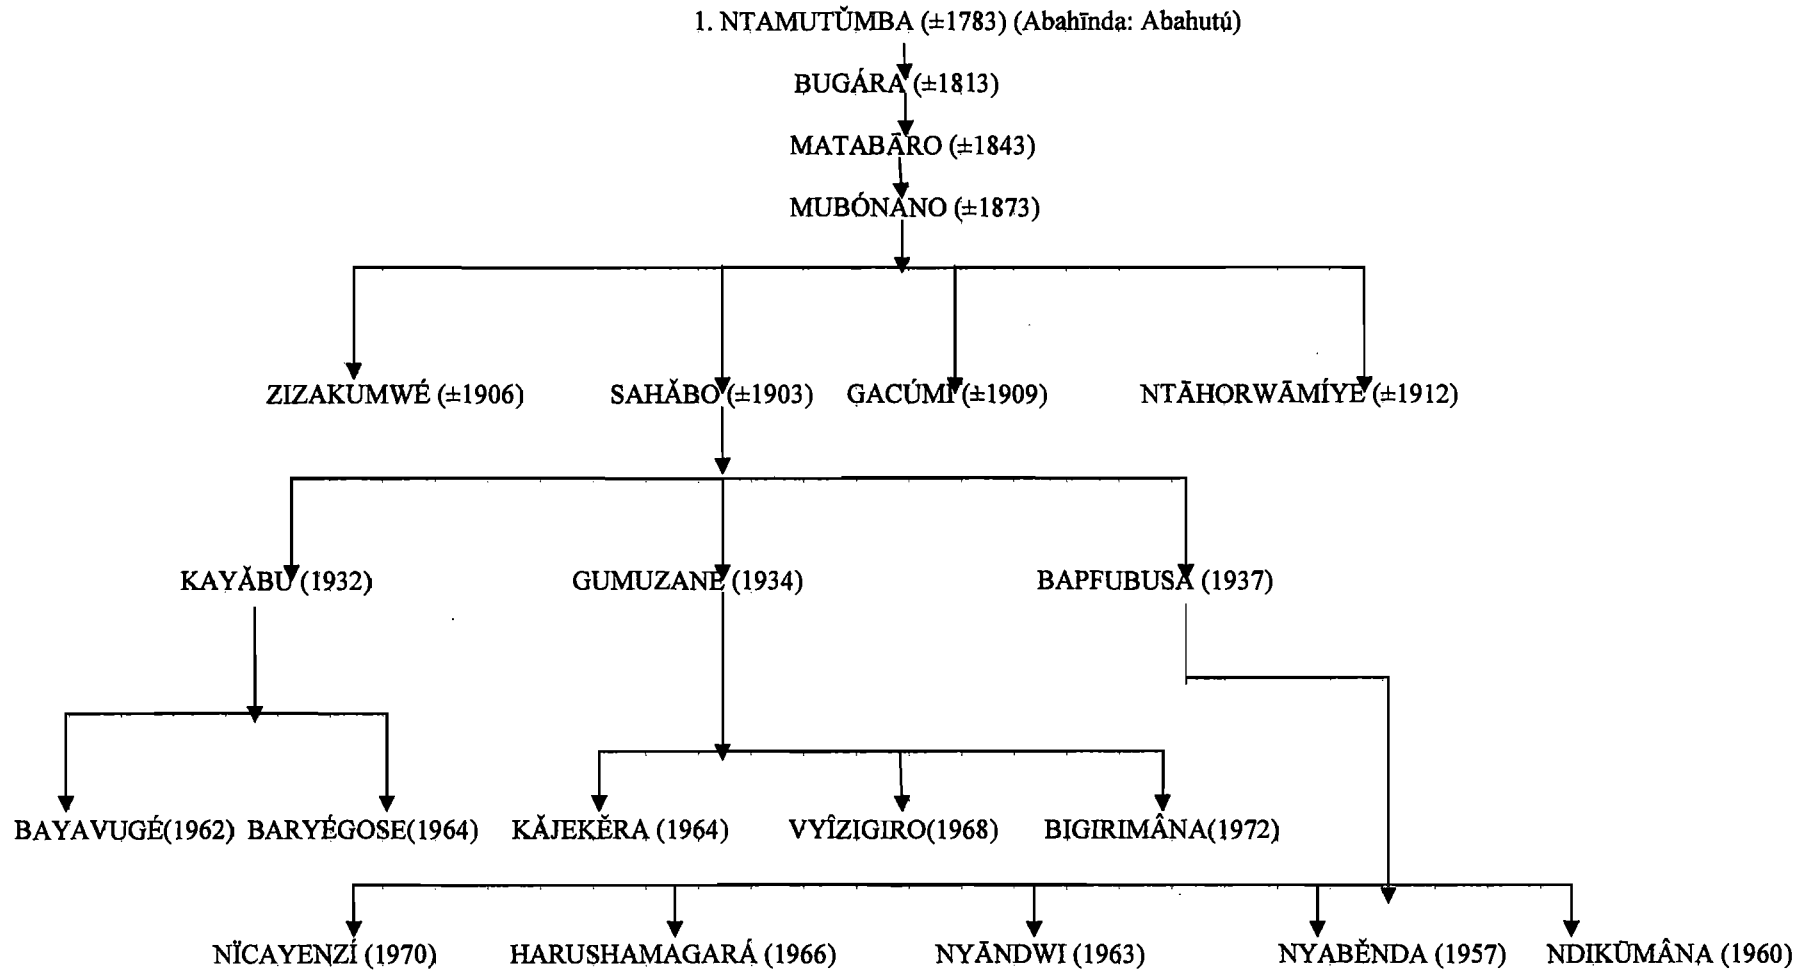 1. NTAMUTŬMBA (±1783) (Abahīnda: Abahutú)
BUGÁRA (±1813)
MATABĀRO (±1843)
MUBÓNANO (±1873)
ZIZAKUMWÉ (±1906) SAHĂBO (±1903) GACÚMI (±1909) NTĀHORWĀMÍYE (±1912)
KAYĂBU (1932) GUMUZANE (1934) BAPFUBUSA (1937)
BAYAVUGÉ(1962) BARYÉGOSE(1964) KĂJEKĔRA (1964) VYÎZIGIRO(1968) BIGIRIMÂNA(1972)
NÏCAYENZÍ (1970) HARUSHAMAGARÁ (1966) NYĀNDWI (1963) NYABĔNDA (1957) NDIKŪMÂNA (1960)